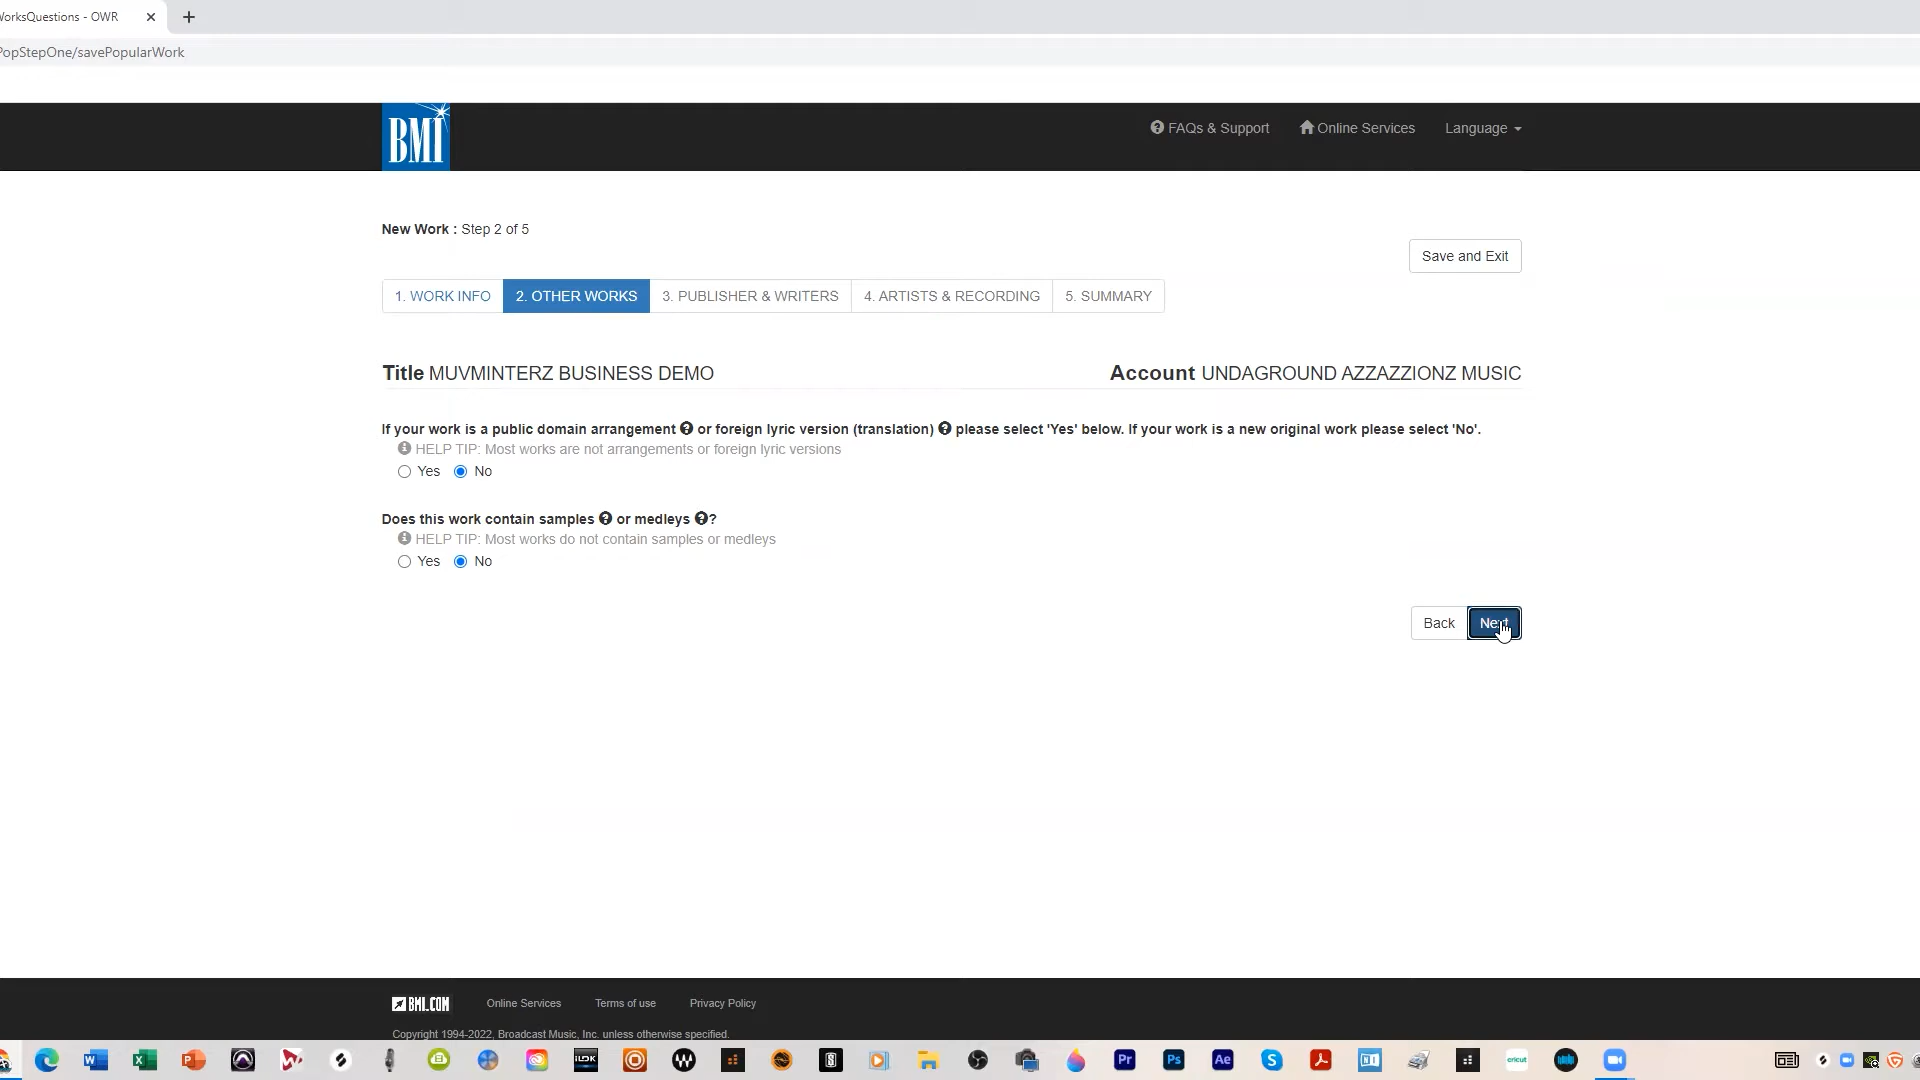 VorksQuestions - OWR
PopStepOne/savePopularWork
BMI
FAQs & Support
Online Services
Language
New Work : Step 2 of 5
Save and Exit
1. WORK INFO
2. OTHER WORKS
3. PUBLISHER & WRITERS
4. ARTISTS & RECORDING
5. SUMMARY
Title MUVMINTERZ BUSINESS DEMO
Account UNDAGROUND AZZAZZIONZ MUSIC
If your work is a public domain arrangement ? or foreign lyric version (translation) ? please select 'Yes' below. If your work is a new original work please select 'No'.
HELP TIP: Most works are not arrangements or foreign lyric versions
Yes No
Does this work contain samples ? or medleys ??
HELP TIP: Most works do not contain samples or medleys
Yes No
Back
Next
BMI.COM
Online Services
Terms of use
Privacy Policy
Copyright 1994-2022, Broadcast Music, Inc. unless otherwise specified.
Pr
Ps
Ae
cricut